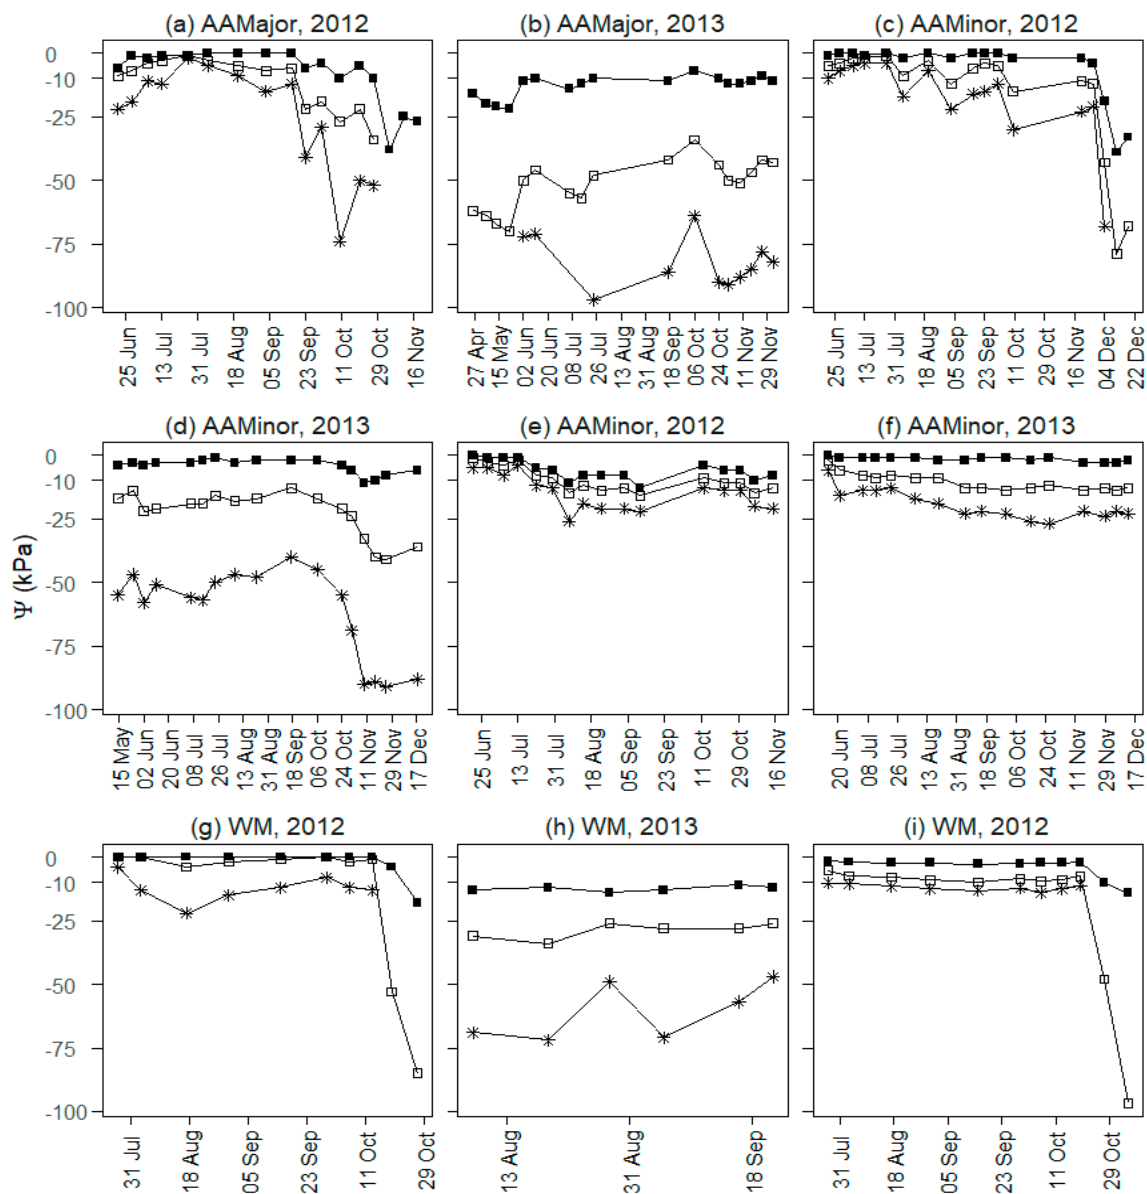 (a) AAMajor, 2012
(b) AAMajor, 2013
(c) AAMinor, 2012
0
-10
-25
-50
-75
-100
25 Jun
13 Jul
31 Jul
18 Aug
05 Sep
23 Sep
11 Oct
29 Oct
16 Nov
27 Apr
15 May
02 Jun
20 Jun
08 Jul
26 Jul
13 Aug
31 Aug
18 Sep
06 Oct
24 Oct
11 Nov
29 Nov
25 Jun
13 Jul
31 Jul
18 Aug
05 Sep
23 Sep
11 Oct
29 Oct
16 Nov
04 Dec
22 Dec
(d) AAMinor, 2013
(e) AAMinor, 2012
(f) AAMinor, 2013
Ψ (kPa)
0
-10
-25
-50
-75
-100
15 May
02 Jun
20 Jun
08 Jul
26 Jul
13 Aug
31 Aug
18 Sep
06 Oct
24 Oct
11 Nov
29 Nov
17 Dec
25 Jun
13 Jul
31 Jul
18 Aug
05 Sep
11 Oct
29 Oct
16 Nov
20 Jun
08 Jul
26 Jul
13 Aug
31 Aug
18 Sep
06 Oct
24 Oct
11 Nov
29 Nov
17 Dec
(g) WM, 2012
(h) WM, 2013
(i) WM, 2012
0
-10
-25
-50
-75
-100
31 Jul
18 Aug
05 Sep
23 Sep
11 Oct
29 Oct
13 Aug
31 Aug
18 Sep
31 Jul
18 Aug
05 Sep
23 Sep
11 Oct
29 Oct